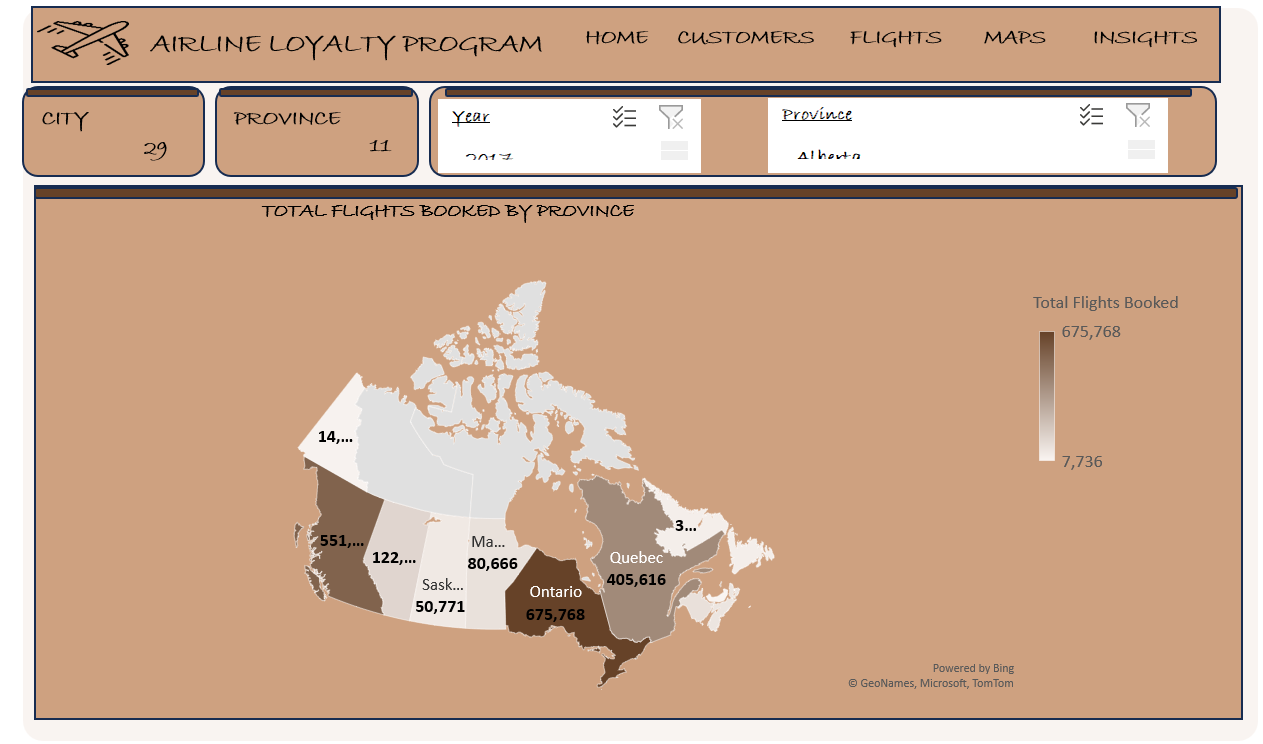 AIRLINE LOYALTY PROGRAM
HOME CUSTOMERS FLIGHTS MAPS INSIGHTS
CITY
29
PROVINCE
11
Year
2017
Province
Alberta
TOTAL FLIGHTS BOOKED BY PROVINCE
Total Flights Booked
675,768
7,736
14,...
551,...
122,...
Sask...
50,771
Ma...
80,666
Ontario
675,768
Quebec
405,616
3...
Powered by Bing
© GeoNames, Microsoft, TomTom